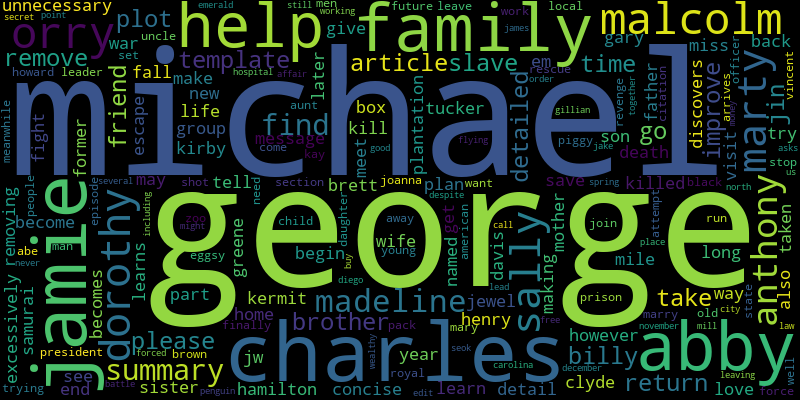 unnecessary
orry
plot
help
family
malcolm
war
uncle
set
howard
leader
remove
template
hospital
affair
article
slave
time
gary
miss
back
michael
george
charles
jamie
friend
escape
fall
make
new
life
group
kirby
message
find
kill
box
meet
plantation
tucker
detailed
son
go
father
death
improve
jin
marty
try
discovers
visit
officer
vincent
arrives
asks
stop
us
give
later
men
still
working
future
leave
work
james
em
rescue
local
point
secret
emerald
citation
revenge
together
gillian
jake
order
flying
piggy
good
kay
come
meanwhile
fight
former
people
several
episode
including
man
abe
never
dorothy
learns
become
becomes
removing
samurai
excessively
trying
see
end
president
forced
battle
brown
please
summary
sister
jw
penguin
part
kermit
home
finally
brother
pack
hamilton
concise
year
royal
edit
learn
henry
mary
madeline
jewel
wealthy
seok
carolina
detail
lead
clyde
billy
however
return
love
abby
november
december
mill
city
old
marry
state
law
force
leaving
well
also
take
way
long
mile
north
taken
anthony
sally
making
mother
named
davis
american
get
save
killed
black
attempt
place
join
run
prison
spring
want
plan
joanna
brett
section
shot
tell
may
need
child
daughter
away
young
wife
begin
diego
buy
eggsy
greene
zoo
might
despite
call
free